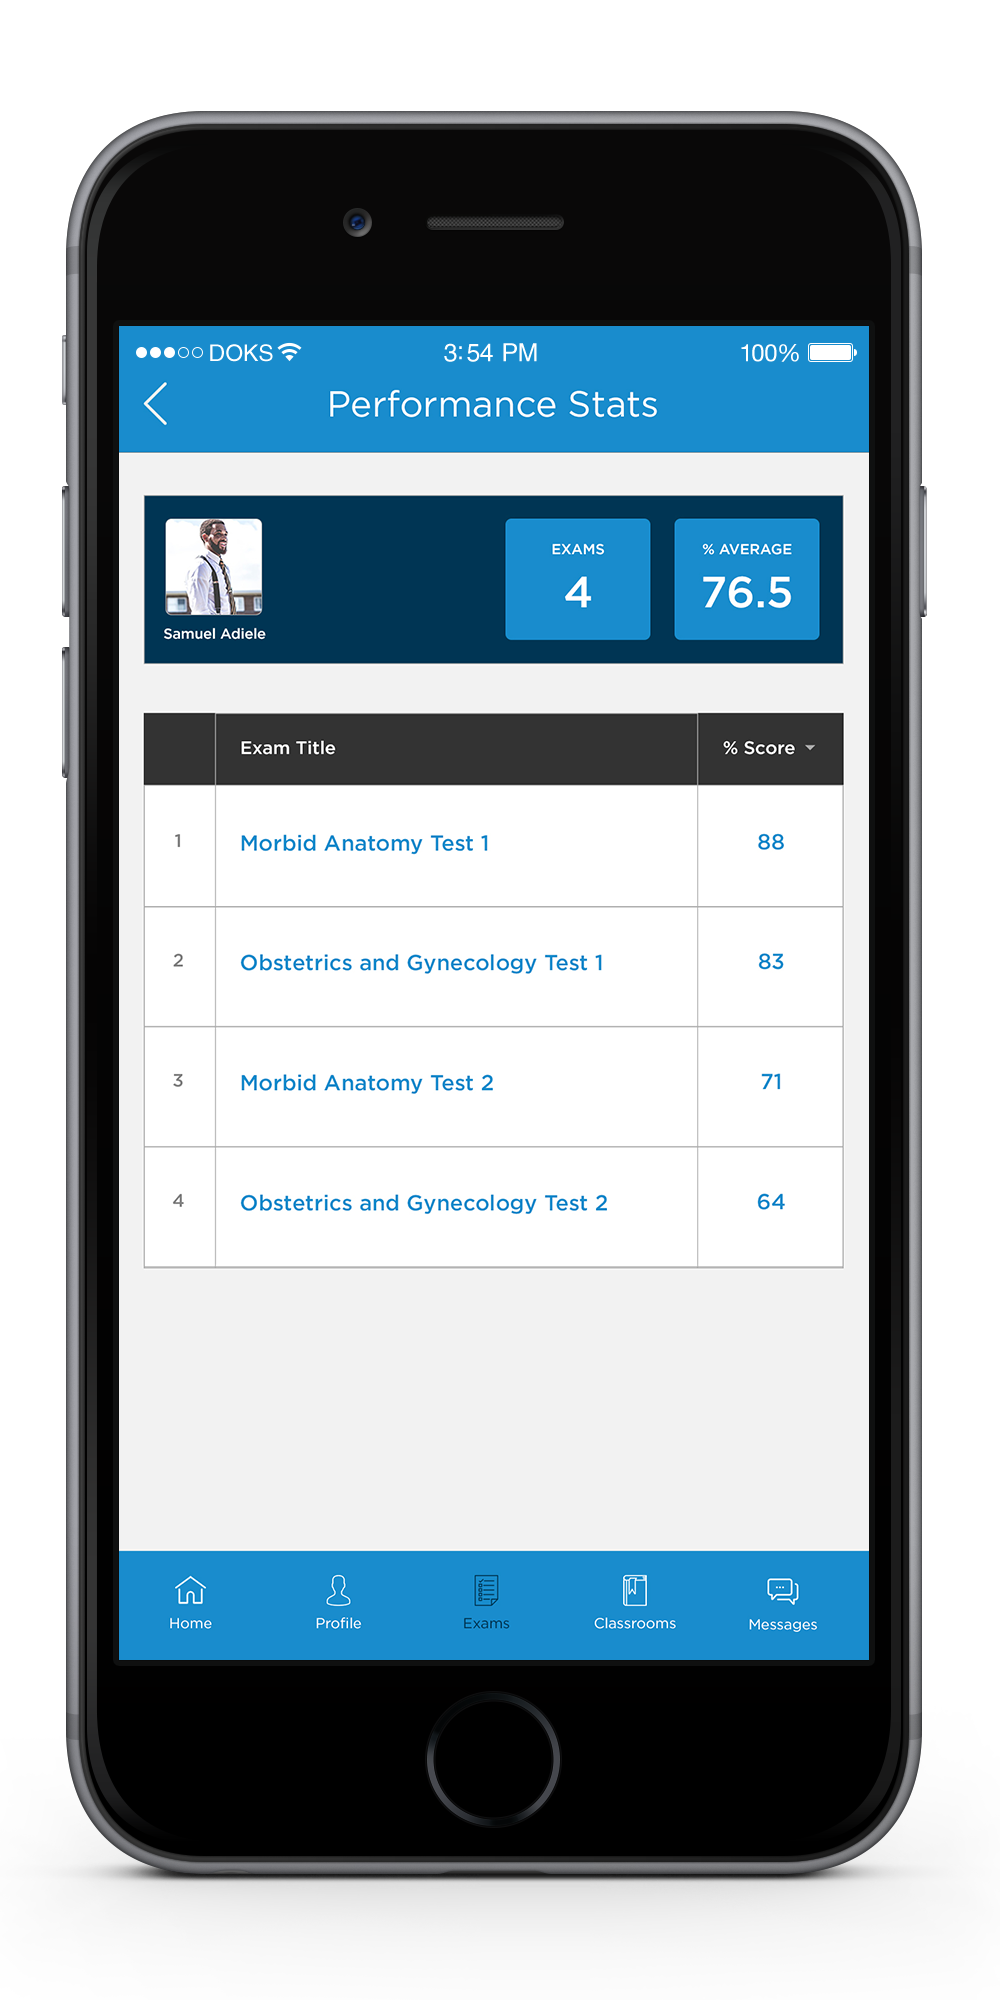 DOKS 3:54 PM 100%
Performance Stats
EXAMS % AVERAGE
4 76.5
Samuel Adiele
Exam Title % Score
1 Morbid Anatomy Test 1 88
2 Obstetrics and Gynecology Test 1 83
3 Morbid Anatomy Test 2 71
4 Obstetrics and Gynecology Test 2 64
Home Profile Exams Classrooms Messages